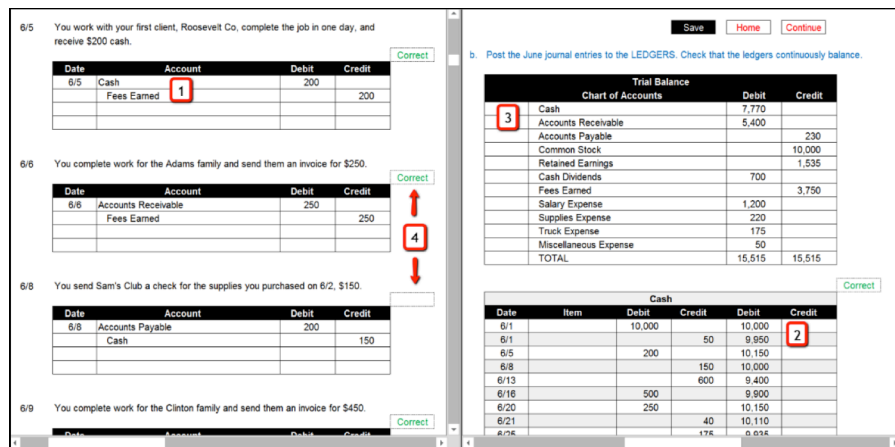 6/5 You work with your first client, Roosevelt Co, complete the job in one day, and
receive $200 cash.
Correct
Date Account Debit Credit
6/5 Cash 200
Fees Earned 200
1
6/6 You complete work for the Adams family and send them an invoice for $250.
Correct
Date Account Debit Credit
6/6 Accounts Receivable 250
Fees Earned 250
4
6/8 You send Sam's Club a check for the supplies you purchased on 6/2, $150.
Date Account Debit Credit
6/8 Accounts Payable 200
Cash 150
6/9 You complete work for the Clinton family and send them an invoice for $450.
Correct
Date Account Debit Credit
Save Home Continue
b. Post the June journal entries to the LEDGERS. Check that the ledgers continuously balance.
Trial Balance
Chart of Accounts Debit Credit
3
Cash 7,770
Accounts Receivable 5,400
Accounts Payable 230
Common Stock 10,000
Retained Earnings 1,535
Cash Dividends 700
Fees Earned 3,750
Salary Expense 1,200
Supplies Expense 220
Truck Expense 175
Miscellaneous Expense 50
TOTAL 15,515 15,515
Correct
Cash
Date Item Debit Credit Debit Credit
2
6/1 10,000 10,000
6/1 50 9,950
6/5 200 10,150
6/8 150 10,000
6/13 600 9,400
6/16 500 9,900
6/20 250 10,150
6/21 40 10,110
6/25 175 9,935